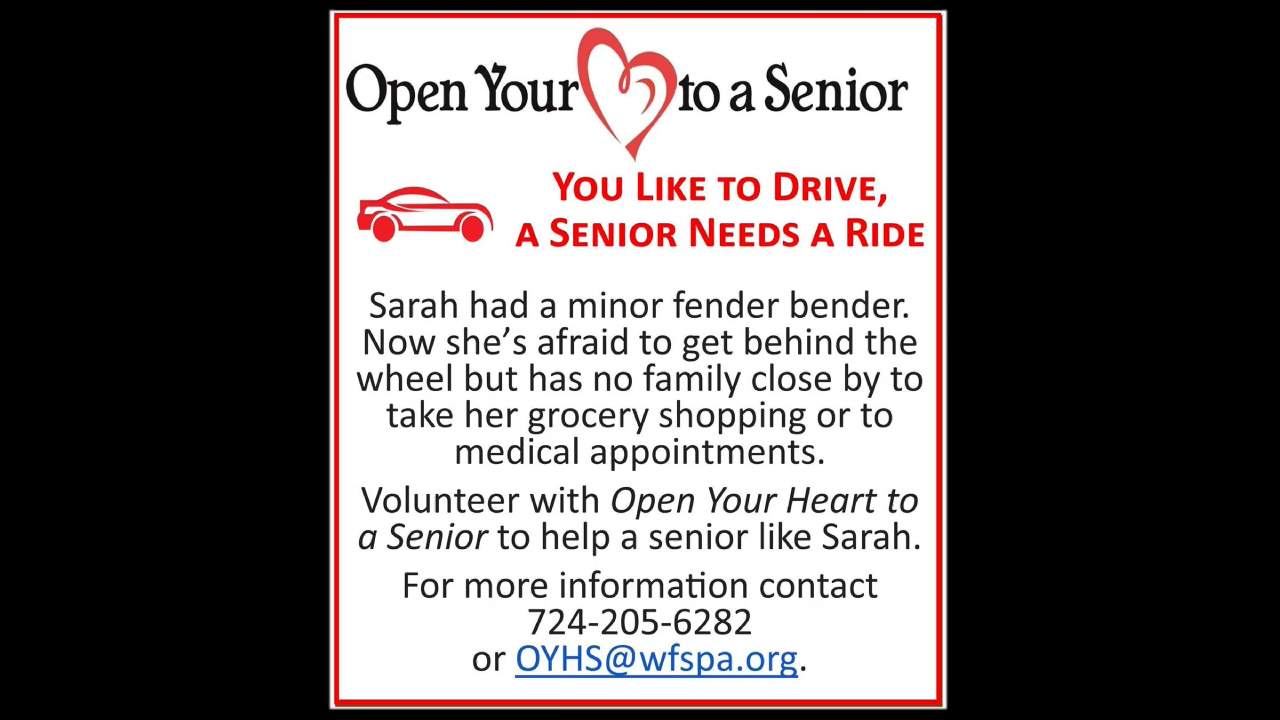 Open Your to a Senior
You Like to Drive,
a Senior Needs a Ride
Sarah had a minor fender bender.
Now she's afraid to get behind the
wheel but has no family close by to
take her grocery shopping or to
medical appointments.
Volunteer with Open Your Heart to
a Senior to help a senior like Sarah.
For more information contact
724-205-6282
or OYHS@wfspa.org.